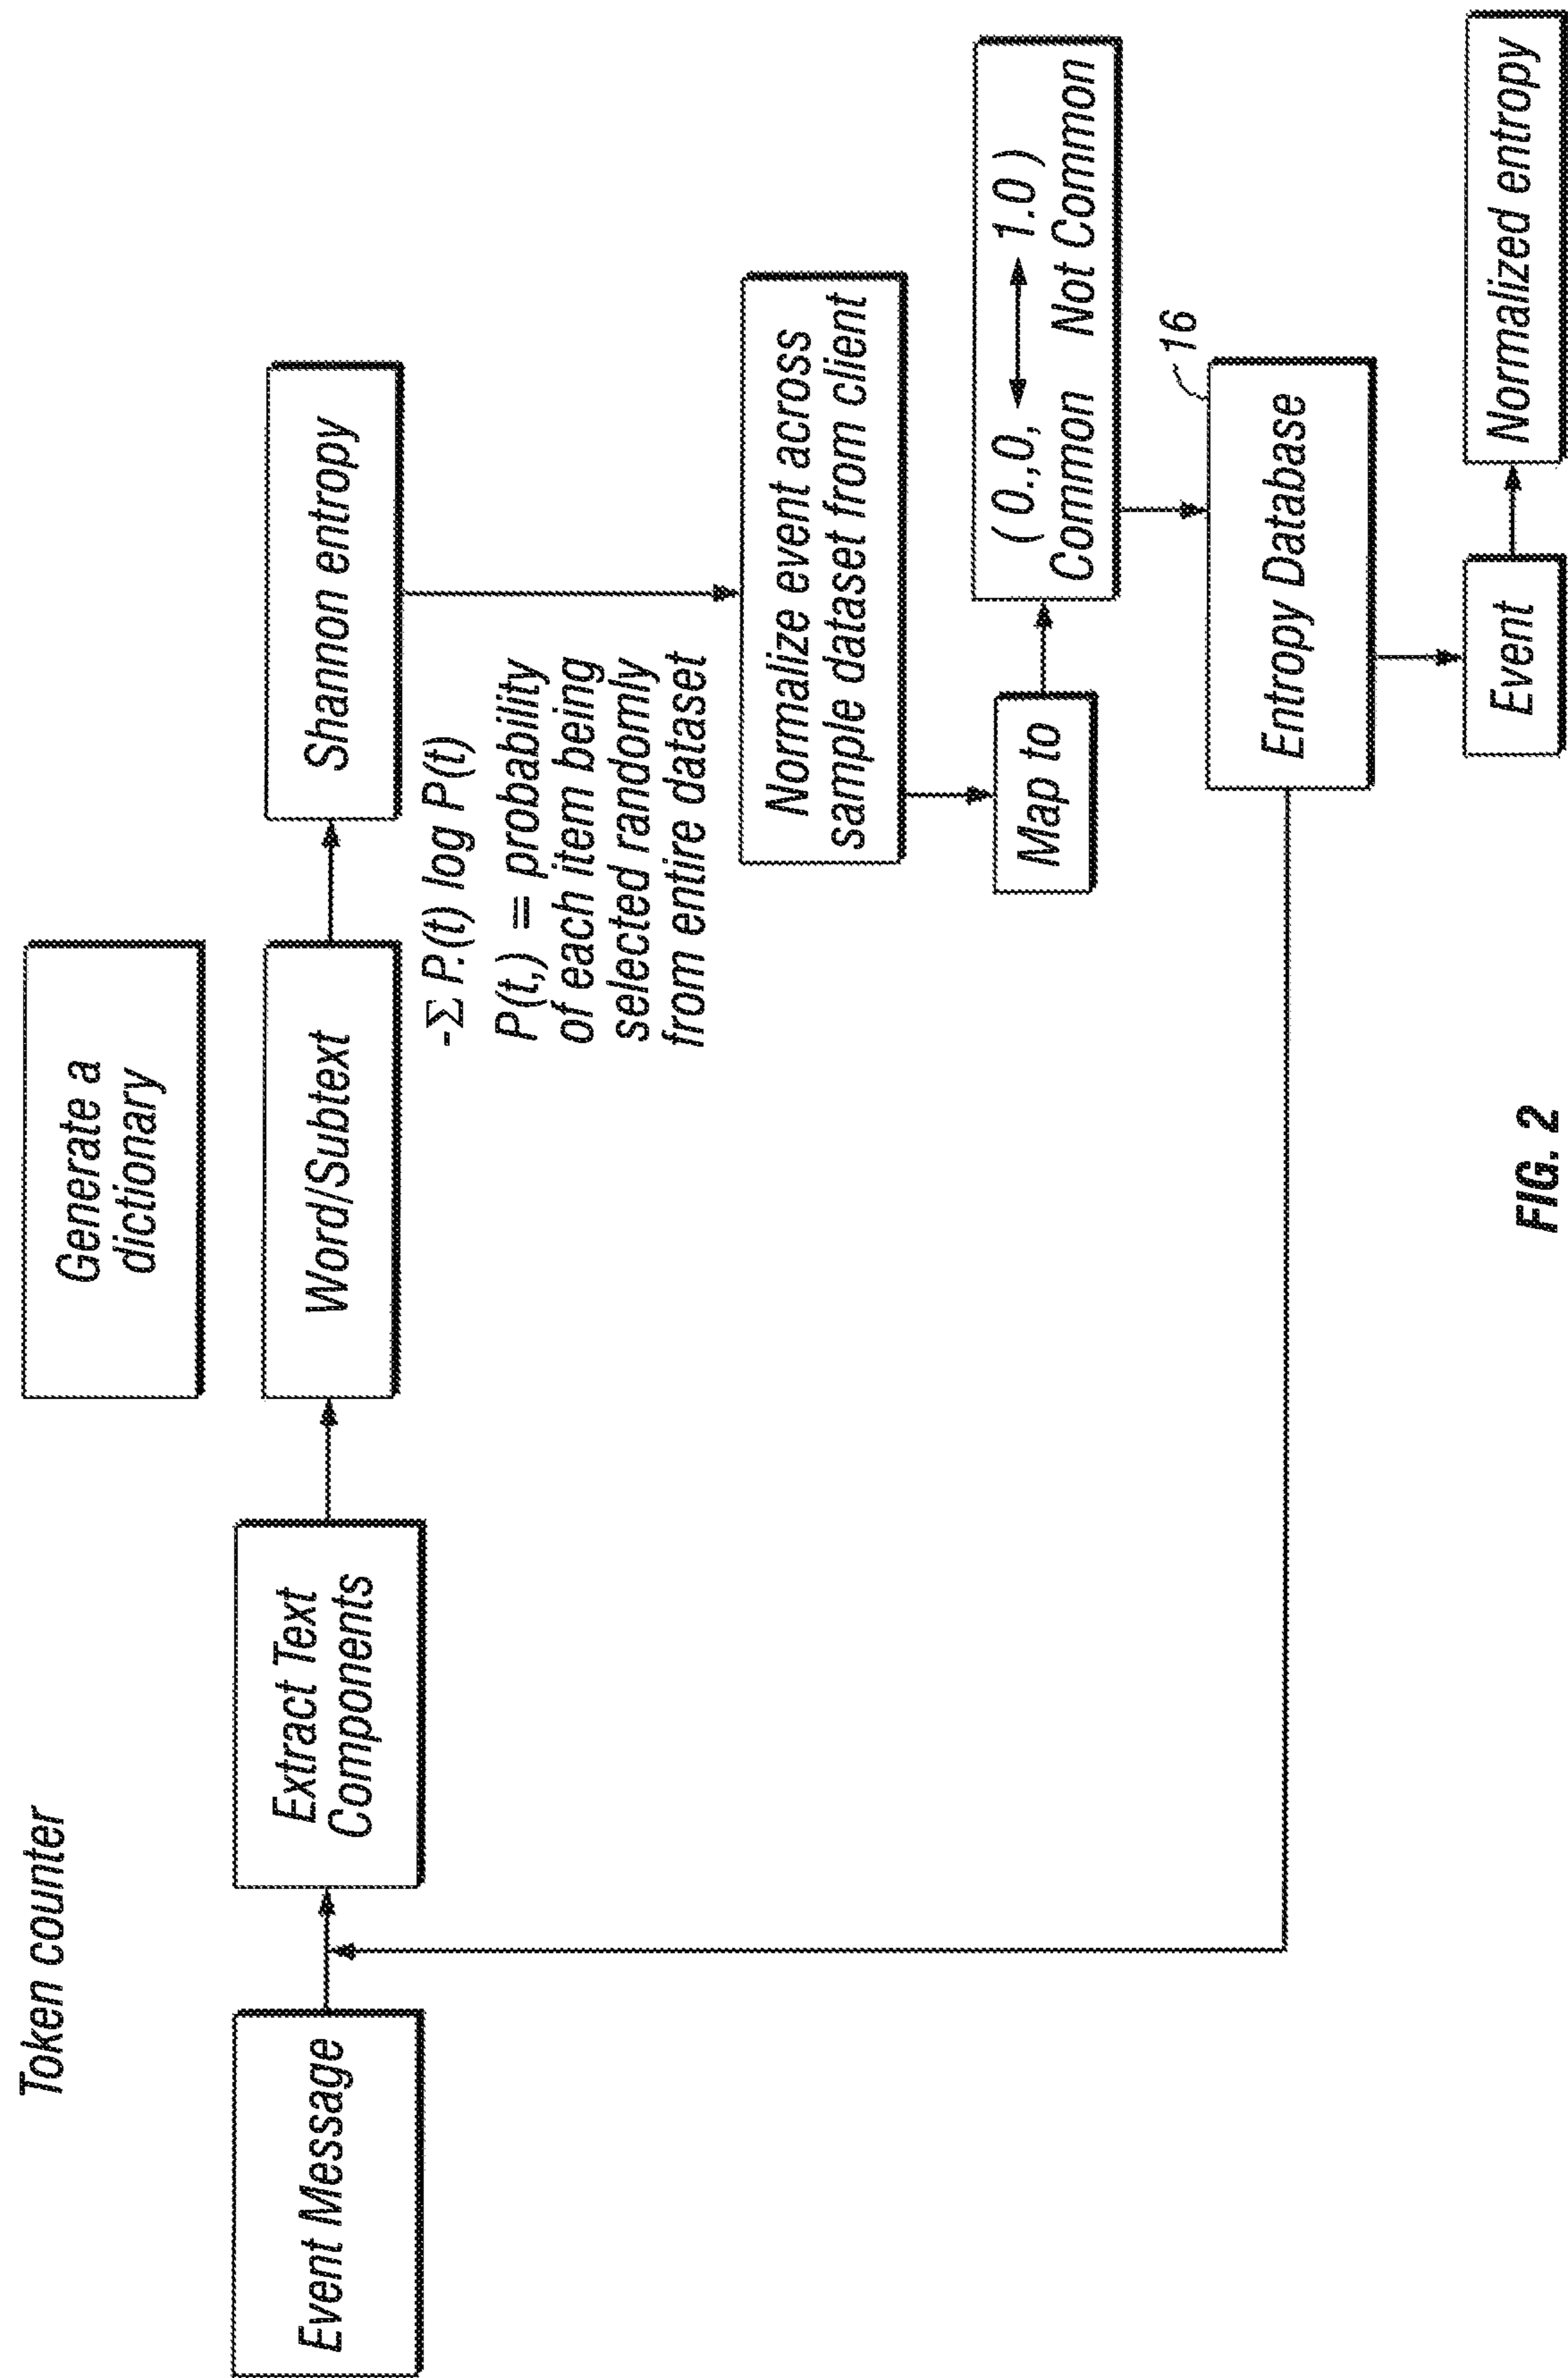 Token counter
Generate a
dictionary
Event Message
Extract Text
Components
Word/Subtext
Shannon entropy
-Σ P.(t) log P(t)
P(t,) = probability
of each item being
selected randomly
from entire dataset
Normalize event across
sample dataset from client
Map to
( 0.,0, 1.0 )
Common Not Common
16
Entropy Database
Event
Normalized entropy
FIG. 2